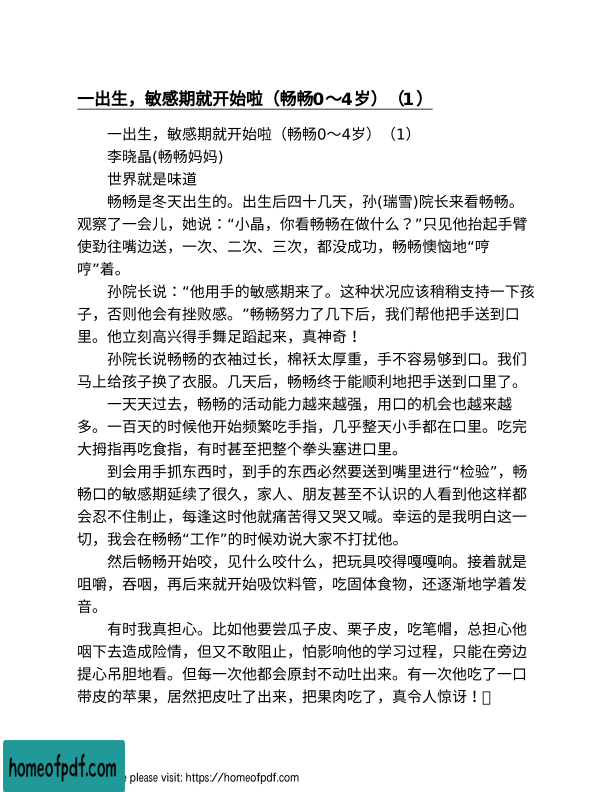 一出生，敏感期就开始啦（畅畅0～4岁）（1）
一出生，敏感期就开始啦（畅畅0～4岁）（1）
李晓晶(畅畅妈妈)
世界就是味道
畅畅是冬天出生的。出生后四十几天，孙(瑞雪)院长来看畅畅。
观察了一会儿，她说：“小晶，你看畅畅在做什么？”只见他抬起手臂
使劲往嘴边送，一次、二次、三次，都没成功，畅畅懊恼地“哼
哼”着。
孙院长说：“他用手的敏感期来了。这种状况应该稍稍支持一下孩
子，否则他会有挫败感。”畅畅努力了几下后，我们帮他把手送到口
里。他立刻高兴得手舞足蹈起来，真神奇！
孙院长说畅畅的衣袖过长，棉袄太厚重，手不容易够到口。我们
马上给孩子换了衣服。几天后，畅畅终于能顺利地把手送到口里了。
一天天过去，畅畅的活动能力越来越强，用口的机会也越来越
多。一百天的时候他开始频繁吃手指，几乎整天小手都在口里。吃完
大拇指再吃食指，有时甚至把整个拳头塞进口里。
到会用手抓东西时，到手的东西必然要送到嘴里进行“检验”，畅
畅口的敏感期延续了很久，家人、朋友甚至不认识的人看到他这样都
会忍不住制止，每逢这时他就痛苦得又哭又喊。幸运的是我明白这一
切，我会在畅畅“工作”的时候劝说大家不打扰他。
然后畅畅开始咬，见什么咬什么，把玩具咬得嘎嘎响。接着就是
咀嚼，吞咽，再后来就开始吸饮料管，吃固体食物，还逐渐地学着发
音。
有时我真担心。比如他要尝瓜子皮、栗子皮，吃笔帽，总担心他
咽下去造成险情，但又不敢阻止，怕影响他的学习过程，只能在旁边
提心吊胆地看。但每一次他都会原封不动吐出来。有一次他吃了一口
带皮的苹果，居然把皮吐了出来，把果肉吃了，真令人惊讶！
homeofpdf.com
please visit: https://homeofpdf.com